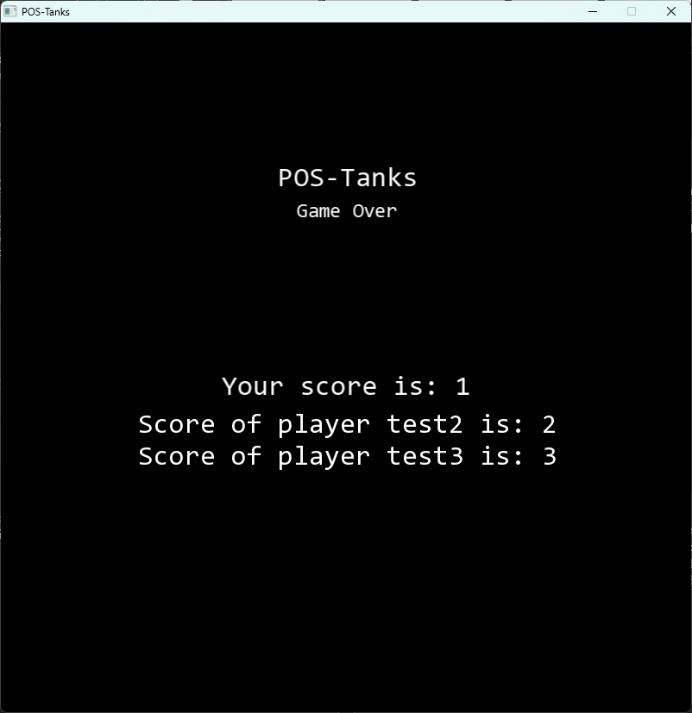 POS-Tanks
POS-Tanks
Game Over
Your score is: 1
Score of player test2 is: 2
Score of player test3 is: 3